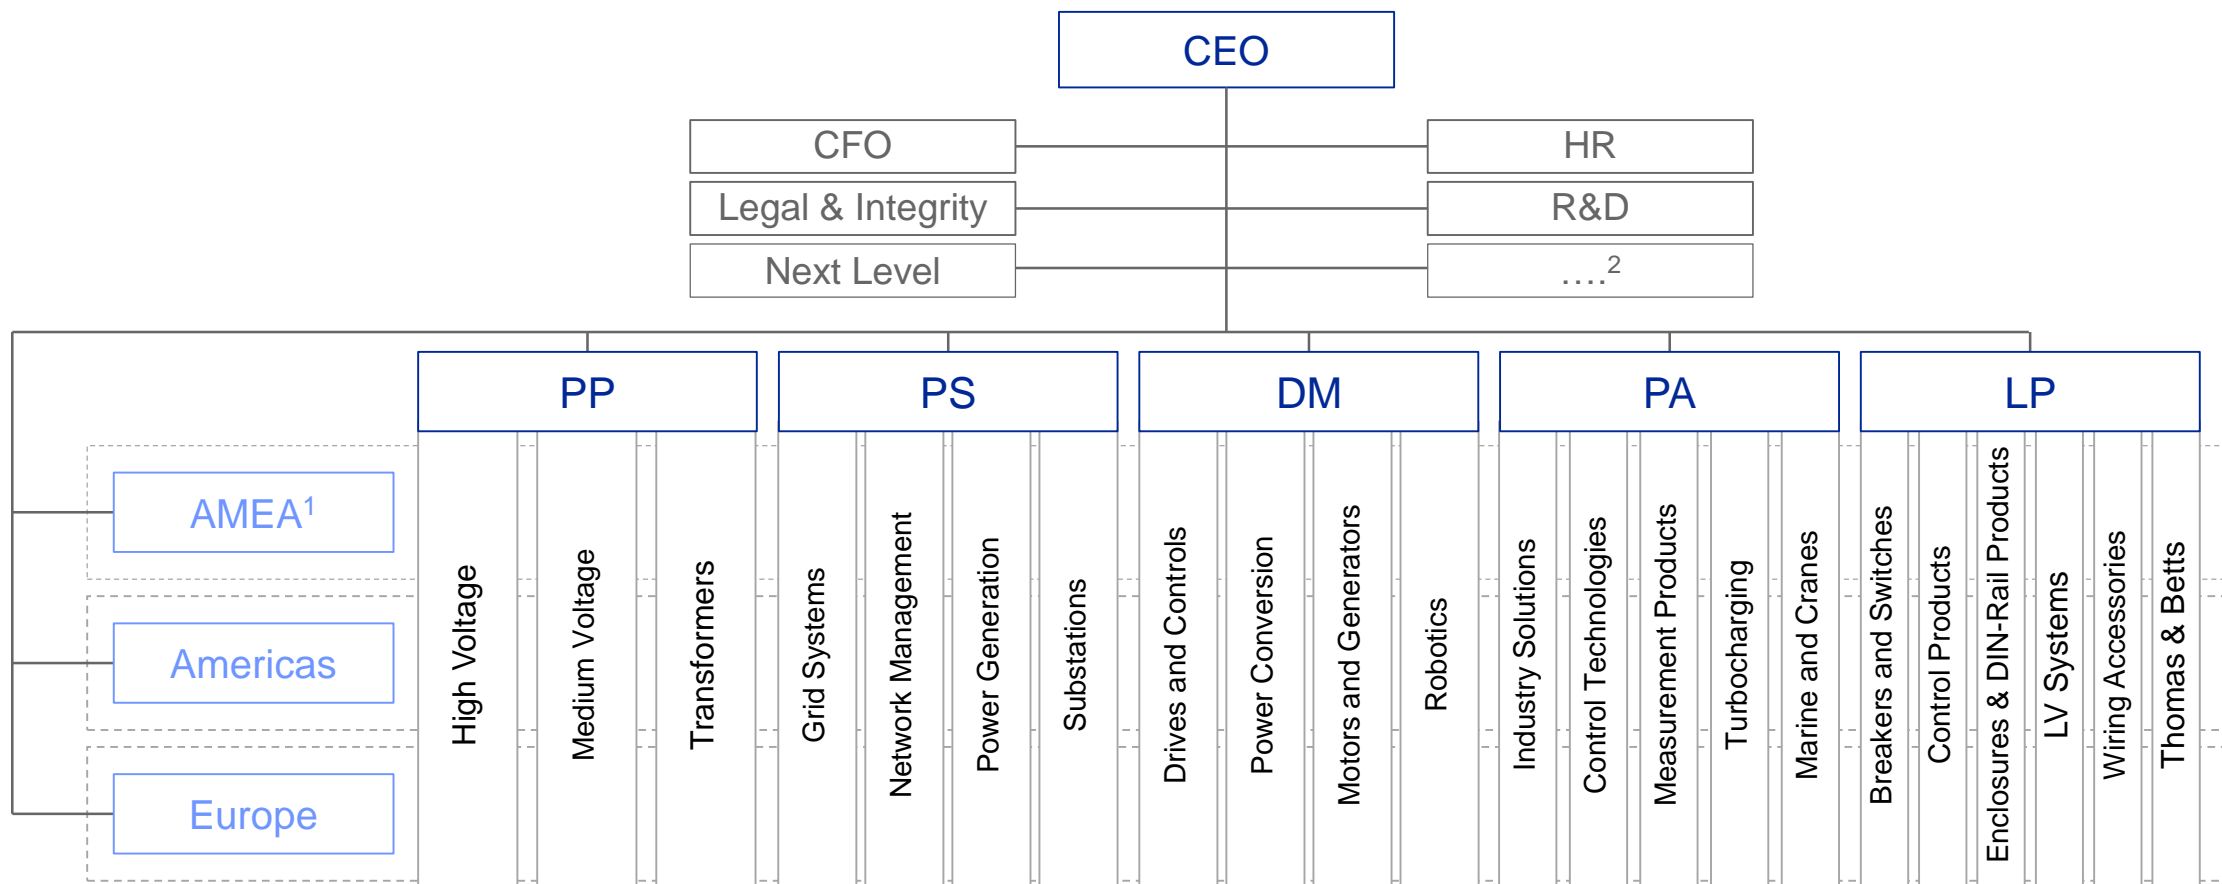 CEO
CFO
HR
Legal & Integrity
R&D
Next Level
….²
PP
PS
DM
PA
LP
AMEA¹
Americas
Europe
High Voltage
Medium Voltage
Transformers
Grid Systems
Network Management
Power Generation
Substations
Drives and Controls
Power Conversion
Motors and Generators
Robotics
Industry Solutions
Control Technologies
Measurement Products
Turbocharging
Marine and Cranes
Breakers and Switches
Control Products
Enclosures & DIN-Rail Products
LV Systems
Wiring Accessories
Thomas & Betts